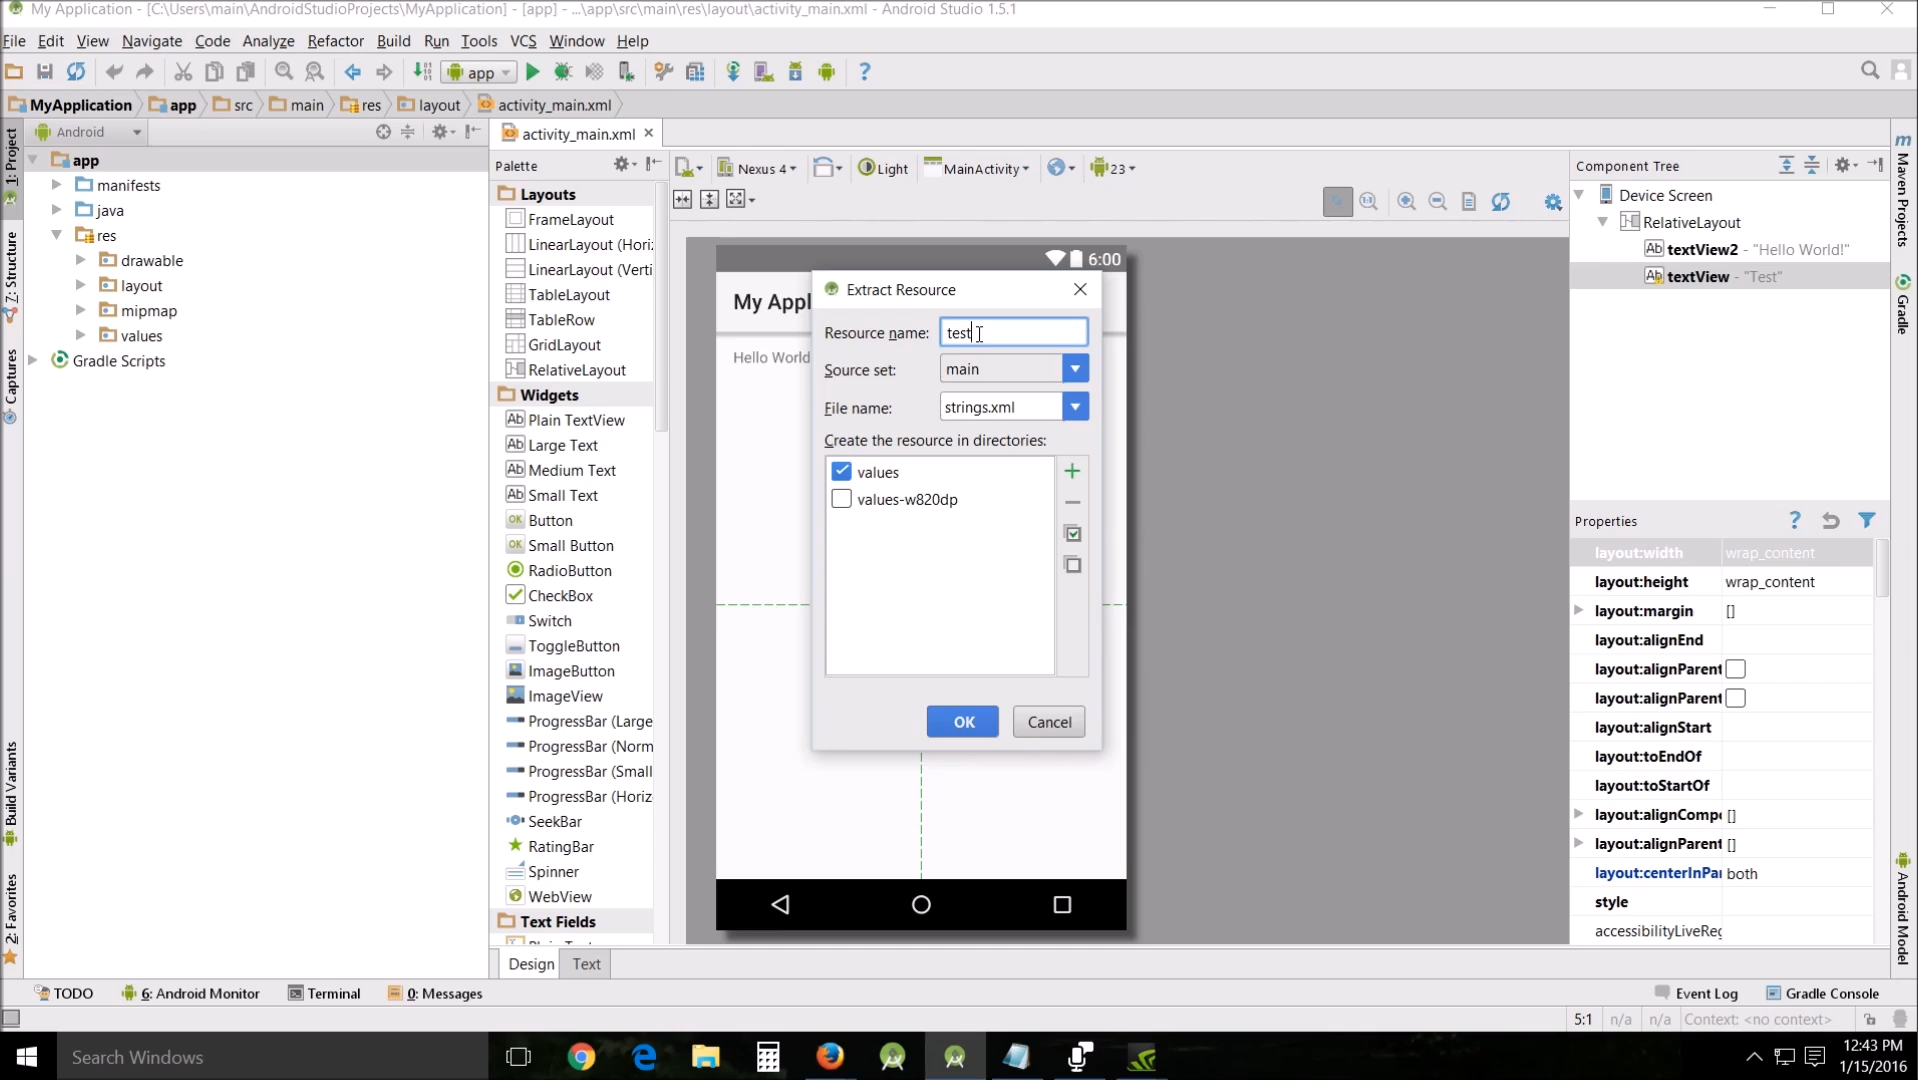 My Application - [C:\Users\main\AndroidStudioProjects\MyApplication] - [app] - ...\app\src\main\res\layout\activity_main.xml - Android Studio 1.5.1
File Edit View Navigate Code Analyze Refactor Build Run Tools VCS Window Help
app
MyApplication app src main res layout activity_main.xml
1: Project
7: Structure
Captures
Build Variants
2: Favorites
Android
app
manifests
java
res
drawable
layout
mipmap
values
Gradle Scripts
activity_main.xml
Palette
Layouts
FrameLayout
LinearLayout (Hori
LinearLayout (Verti
TableLayout
TableRow
GridLayout
RelativeLayout
Widgets
Plain TextView
Large Text
Medium Text
Small Text
Button
Small Button
RadioButton
CheckBox
Switch
ToggleButton
ImageButton
ImageView
ProgressBar (Large
ProgressBar (Norm
ProgressBar (Small
ProgressBar (Horiz
SeekBar
RatingBar
Spinner
WebView
Text Fields
Nexus 4 Light MainActivity 23
6:00
My Appl
Hello World
Extract Resource
Resource name: test
Source set: main
File name: strings.xml
Create the resource in directories:
values
values-w820dp
OK Cancel
Component Tree
Device Screen
RelativeLayout
textView2 - "Hello World!"
textView - "Test"
Properties
layout:width wrap_content
layout:height wrap_content
layout:margin []
layout:alignEnd
layout:alignParent
layout:alignParent
layout:alignStart
layout:toEndOf
layout:toStartOf
layout:alignCompo []
layout:alignParent []
layout:centerInPar both
style
accessibilityLiveReg
Maven Projects
Gradle
Android Model
Design Text
TODO 6: Android Monitor Terminal 0: Messages Event Log Gradle Console
5:1 n/a n/a Context: <no context>
Search Windows
12:43 PM
1/15/2016